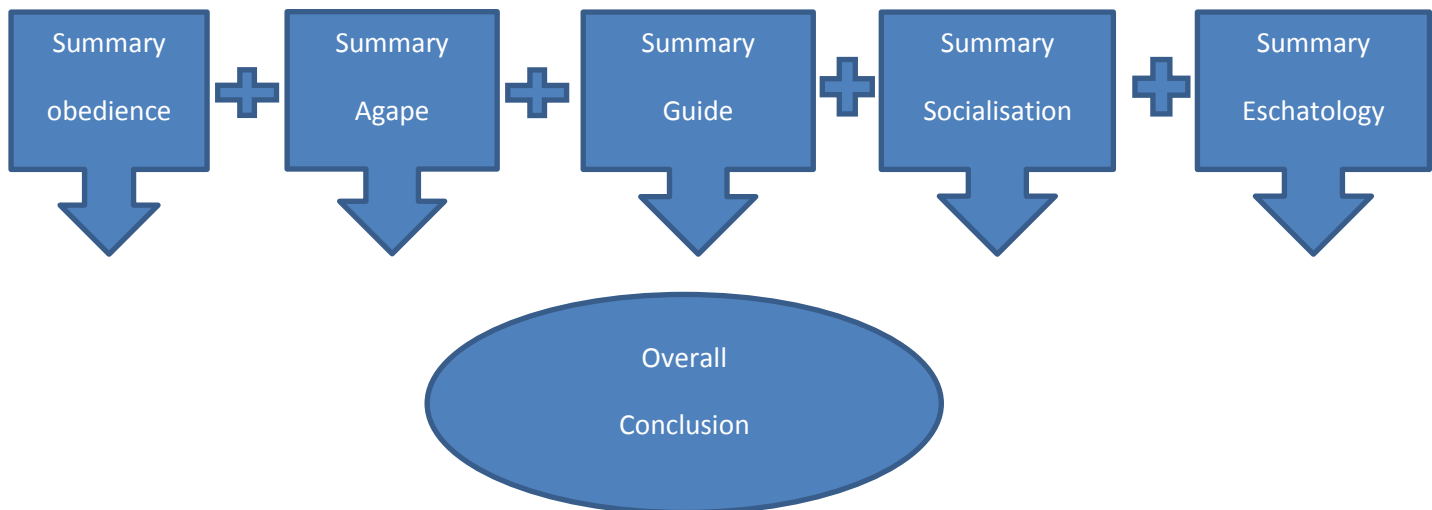 Summary
obedience
Summary
Agape
Summary
Guide
Summary
Socialisation
Summary
Eschatology
Overall
Conclusion